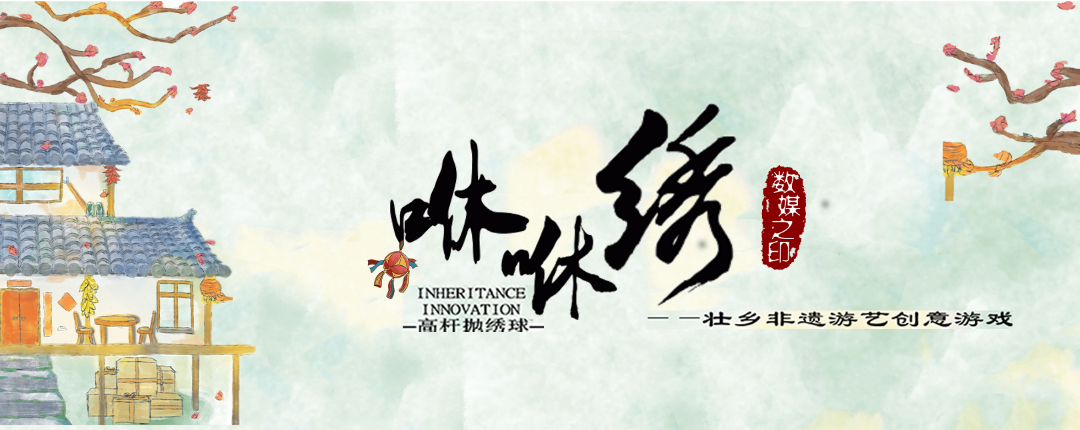 咻咻绣
数媒之印
INHERITANCE
INNOVATION
—高杆抛绣球—
——壮乡非遗游艺创意游戏